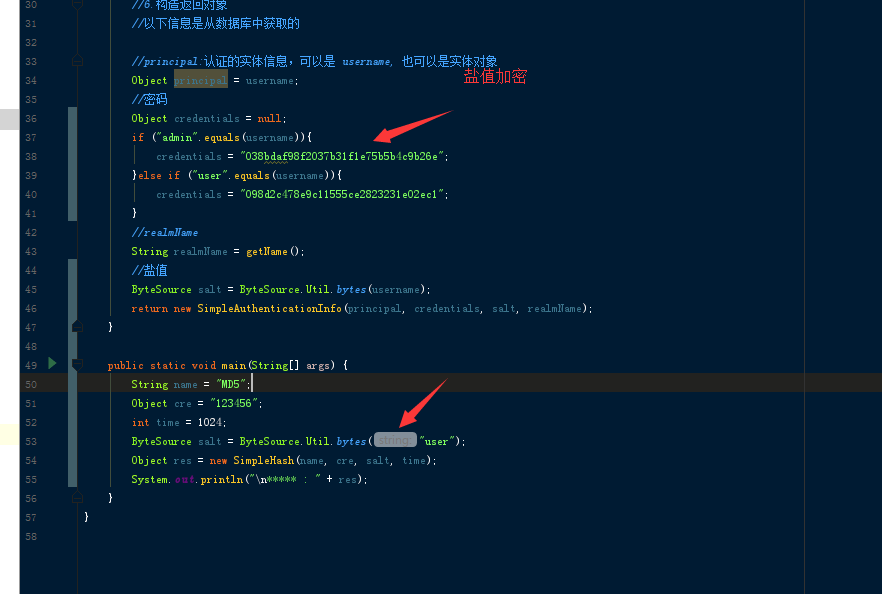 30 //6.构造返回对象
31 //以下信息是从数据库中获取的
32
33 //principal:认证的实体信息，可以是 username, 也可以是实体对象
盐值加密
34 Object principal = username;
35 //密码
36 Object credentials = null;
37 if ("admin".equals(username)){
38 credentials = "038bdaf98f2037b31f1e75b5b4c9b26e";
39 }else if ("user".equals(username)){
40 credentials = "098d2c478e9c11555ce2823231e02ec1";
41 }
42 //realmName
43 String realmName = getName();
44 //盐值
45 ByteSource salt = ByteSource.Util.bytes(username);
46 return new SimpleAuthenticationInfo(principal, credentials, salt, realmName);
47 }
48
49 public static void main(String[] args) {
50 String name = "MD5";
51 Object cre = "123456";
52 int time = 1024;
53 ByteSource salt = ByteSource.Util.bytes( string: "user");
54 Object res = new SimpleHash(name, cre, salt, time);
55 System.out.println("\n***** : " + res);
56 }
57 }
58